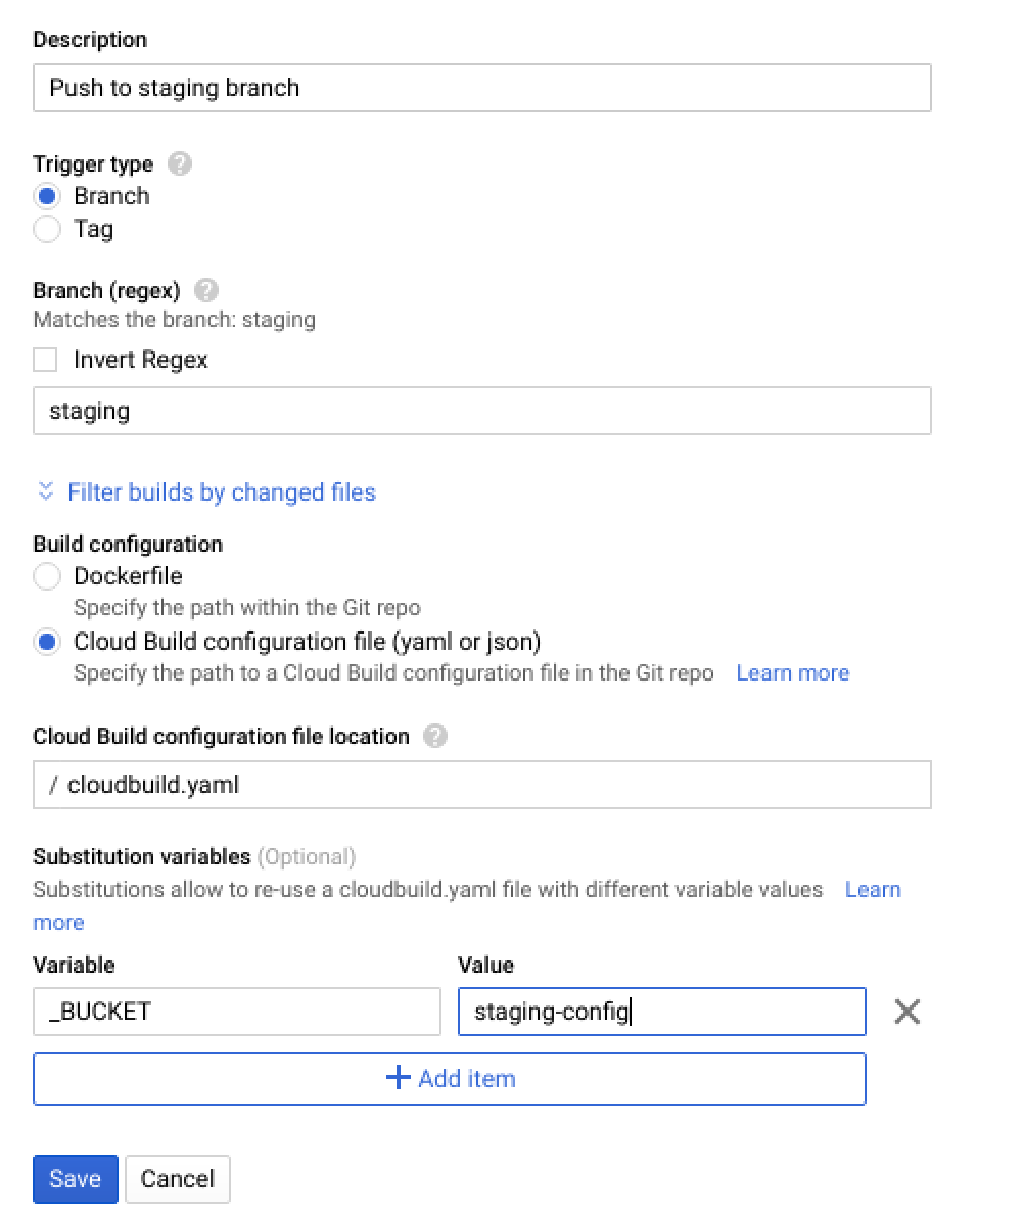 Description
Push to staging branch
Trigger type ?
Branch
Tag
Branch (regex) ?
Matches the branch: staging
Invert Regex
staging
Filter builds by changed files
Build configuration
Dockerfile
Specify the path within the Git repo
Cloud Build configuration file (yaml or json)
Specify the path to a Cloud Build configuration file in the Git repo Learn more
Cloud Build configuration file location ?
/ cloudbuild.yaml
Substitution variables (Optional)
Substitutions allow to re-use a cloudbuild.yaml file with different variable values Learn
more
Variable Value
_BUCKET staging-config
Add item
Save Cancel